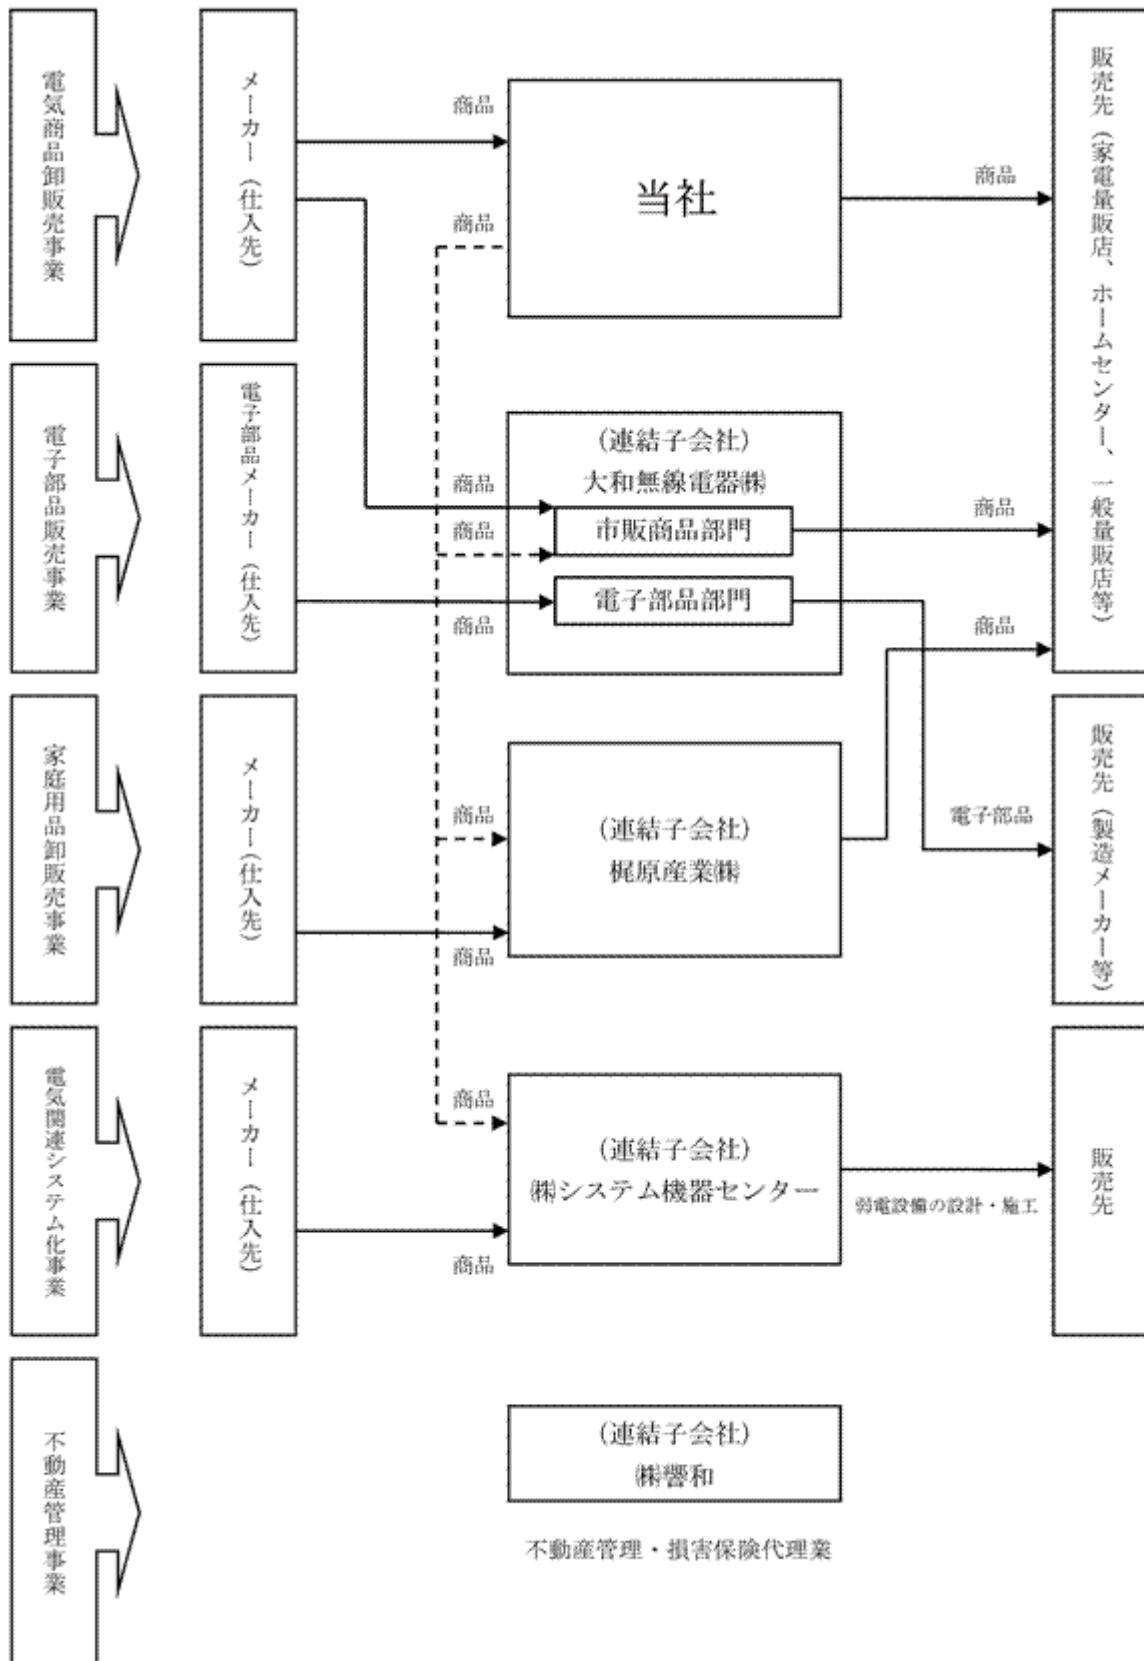 電気商品卸販売事業
メーカー（仕入先）
商品
当社
商品
商品
販売先（家電量販店、ホームセンター、一般量販店等）
電子部品販売事業
電子部品メーカー（仕入先）
（連結子会社）
大和無線電器㈱
商品
市販商品部門
商品
商品
電子部品部門
商品
商品
家庭用品卸販売事業
メーカー（仕入先）
商品
（連結子会社）
梶原産業㈱
商品
電子部品
販売先（製造メーカー等）
電気関連システム化事業
メーカー（仕入先）
商品
（連結子会社）
㈱システム機器センター
商品
弱電設備の設計・施工
販売先
不動産管理事業
（連結子会社）
㈱響和
不動産管理・損害保険代理業